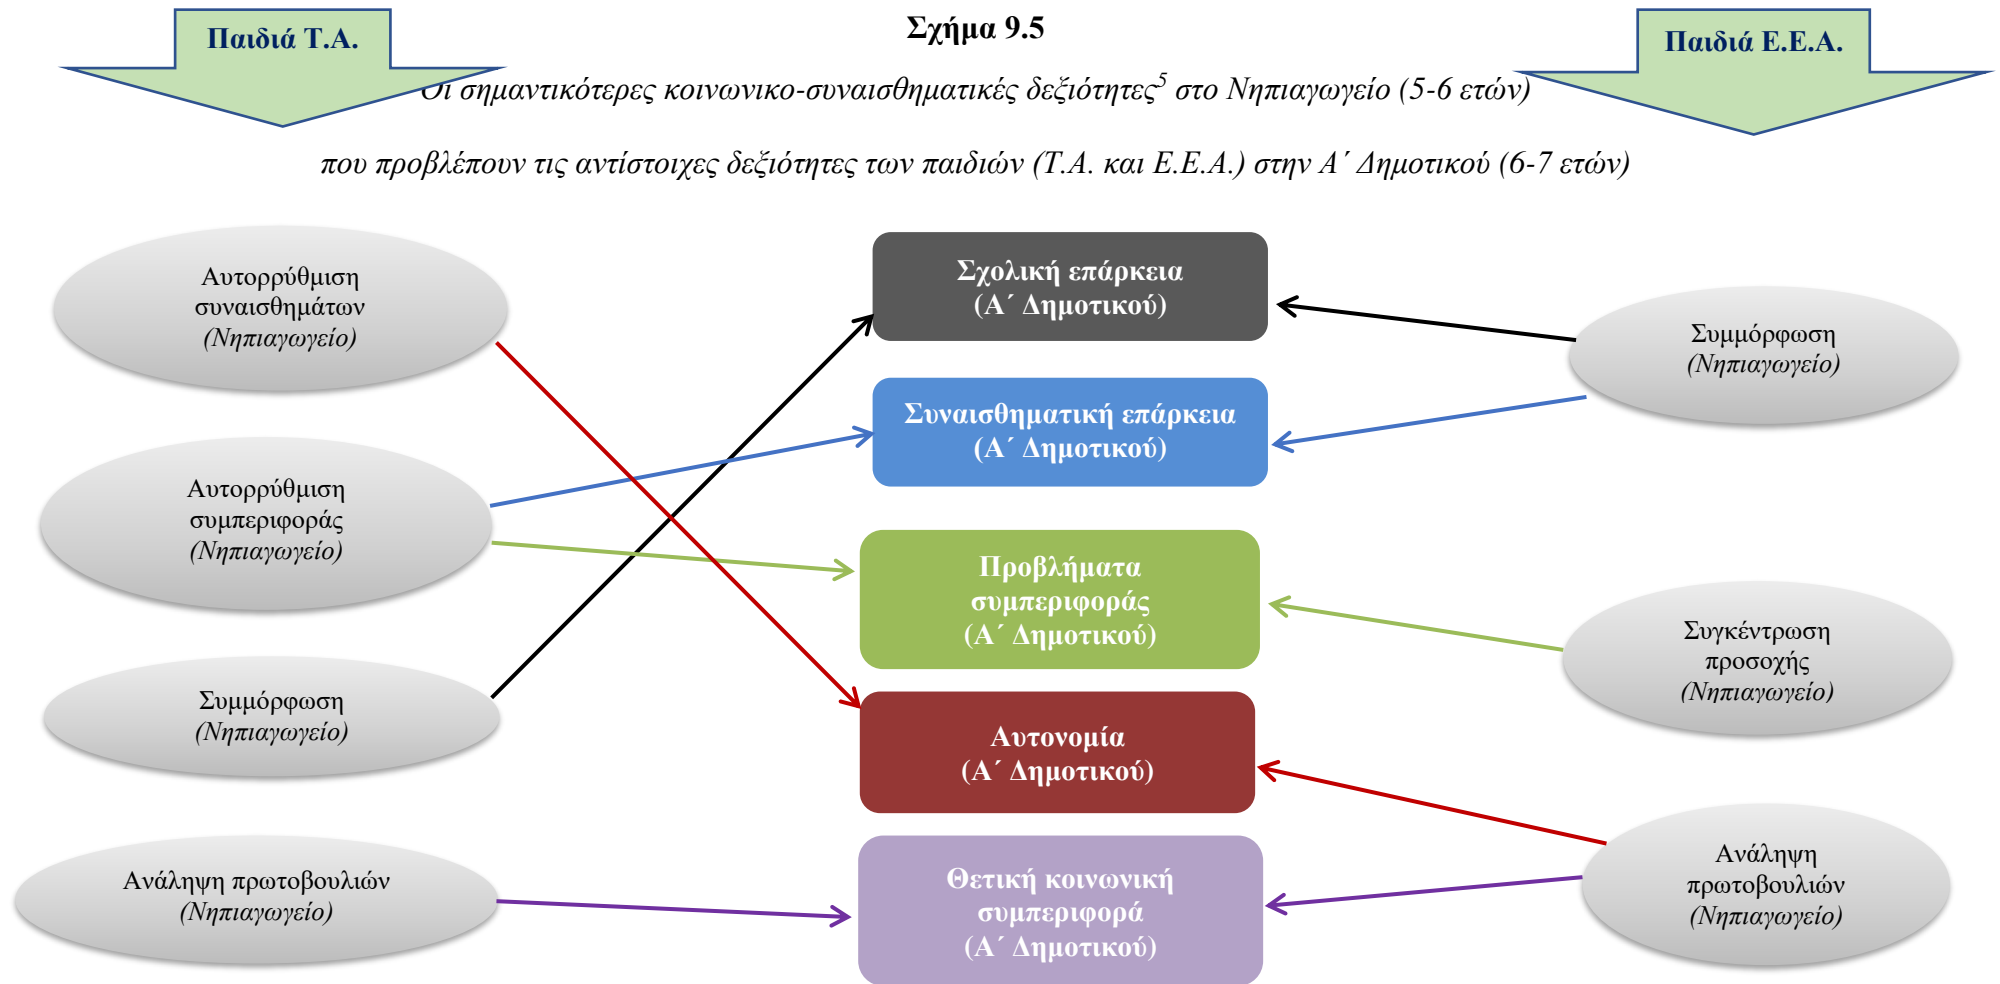 Παιδιά Τ.Α.
Σχήμα 9.5
Παιδιά Ε.Ε.Α.
Οι σημαντικότερες κοινωνικο-συναισθηματικές δεξιότητες⁵ στο Νηπιαγωγείο (5-6 ετών)
που προβλέπουν τις αντίστοιχες δεξιότητες των παιδιών (Τ.Α. και Ε.Ε.Α.) στην Α΄ Δημοτικού (6-7 ετών)
Αυτορρύθμιση
συναισθημάτων
(Νηπιαγωγείο)
Αυτορρύθμιση
συμπεριφοράς
(Νηπιαγωγείο)
Συμμόρφωση
(Νηπιαγωγείο)
Ανάληψη πρωτοβουλιών
(Νηπιαγωγείο)
Σχολική επάρκεια
(Α΄ Δημοτικού)
Συναισθηματική επάρκεια
(Α΄ Δημοτικού)
Προβλήματα
συμπεριφοράς
(Α΄ Δημοτικού)
Αυτονομία
(Α΄ Δημοτικού)
Θετική κοινωνική
συμπεριφορά
(Α΄ Δημοτικού)
Συμμόρφωση
(Νηπιαγωγείο)
Συγκέντρωση
προσοχής
(Νηπιαγωγείο)
Ανάληψη
πρωτοβουλιών
(Νηπιαγωγείο)